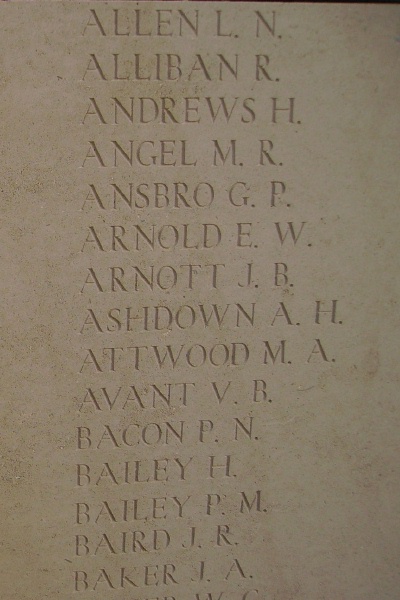 ALLEN L. N.
ALLIBAN R.
ANDREWS H.
ANGEL M. R.
ANSBRO G. P.
ARNOLD E. W.
ARNOTT J. B.
ASHDOWN A. H.
ATTWOOD M. A.
AVANT V. B.
BACON P. N.
BAILEY H.
BAILEY P. M.
BAIRD J. R.
BAKER J. A.